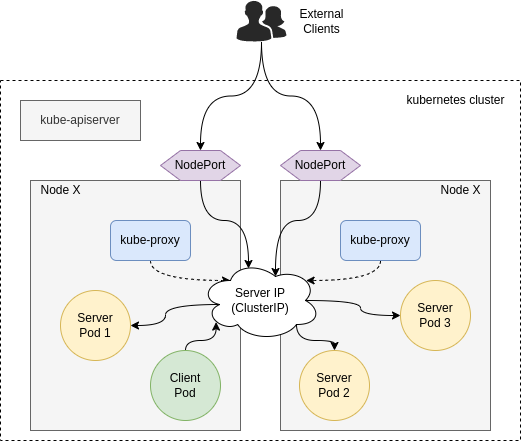 External
Clients
kubernetes cluster
kube-apiserver
NodePort
NodePort
Node X
Node X
kube-proxy
kube-proxy
Server IP
(ClusterIP)
Server
Pod 1
Server
Pod 3
Client
Pod
Server
Pod 2